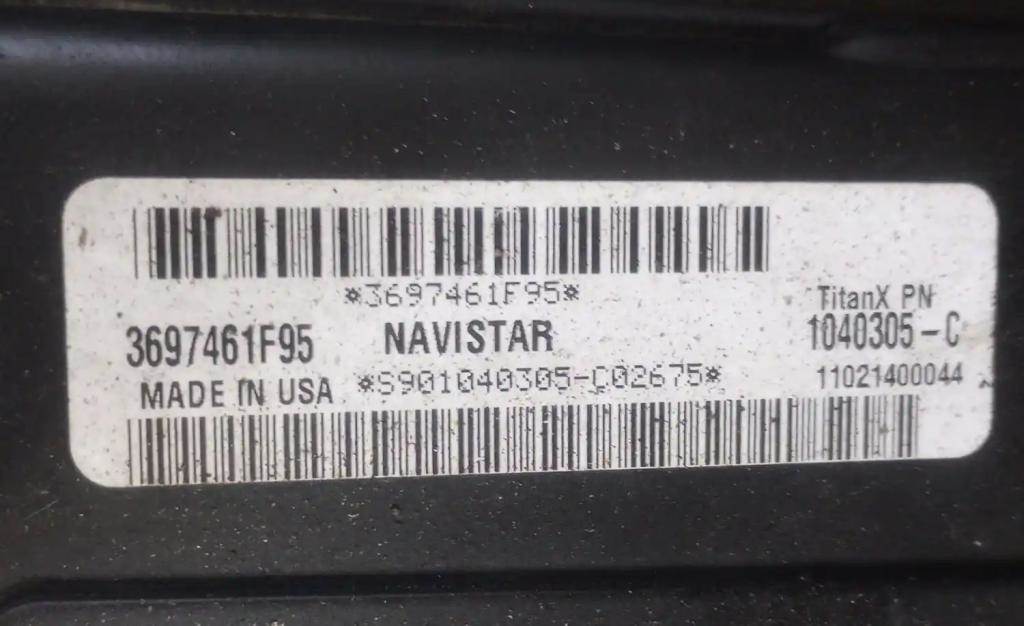 *3697461F95*
TitanX PN
3697461F95 NAVISTAR 1040305-C
MADE IN USA *S901040305-C02675* 11021400044